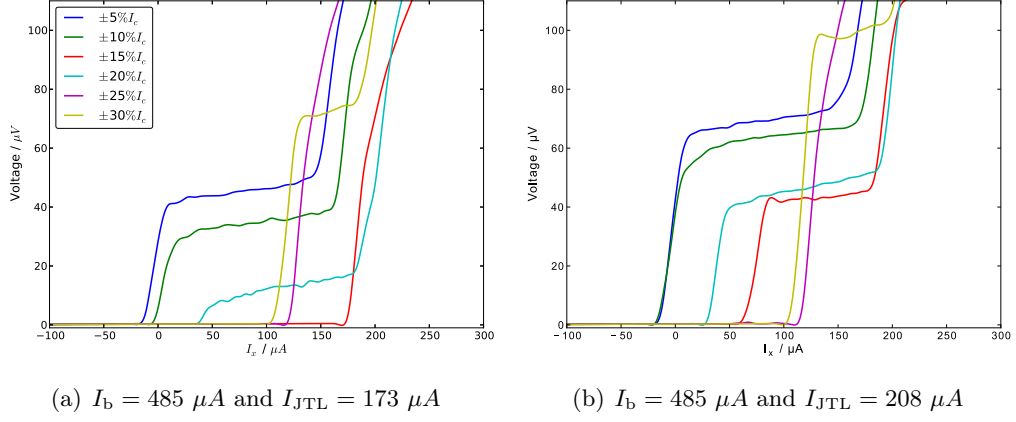 100
80
60
40
20
0
Voltage / μV
±5%I_c
±10%I_c
±15%I_c
±20%I_c
±25%I_c
±30%I_c
−100 −50 0 50 100 150 200 250 300
I_x / μA
100
80
60
40
20
0
Voltage / μV
−100 −50 0 50 100 150 200 250 300
I_x / μA
(a) I_b = 485 μA and I_JTL = 173 μA
(b) I_b = 485 μA and I_JTL = 208 μA